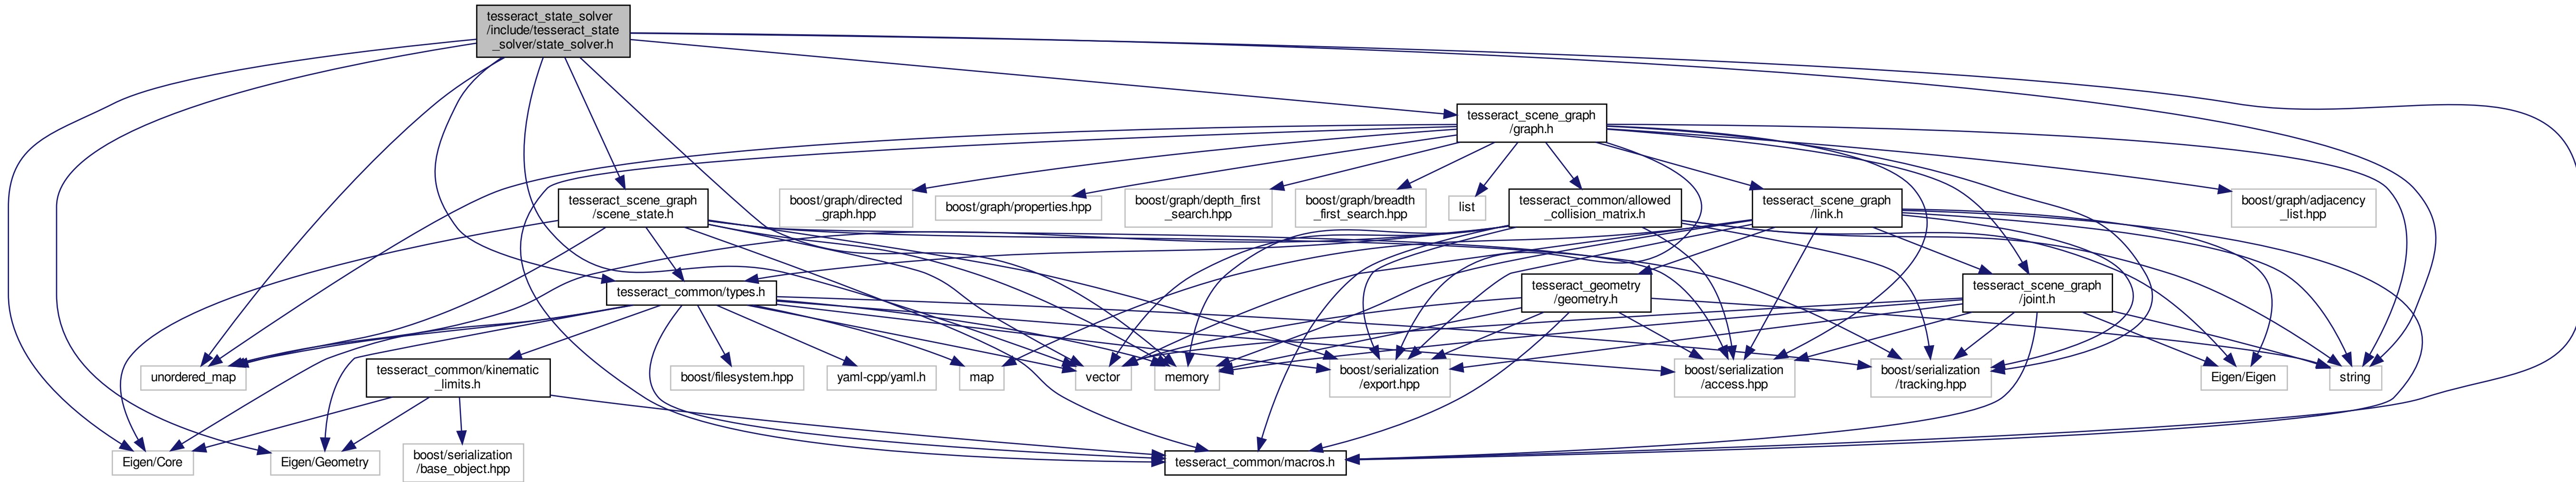 tesseract_state_solver
/include/tesseract_state
_solver/state_solver.h
tesseract_scene_graph
/graph.h
tesseract_scene_graph
/scene_state.h
boost/graph/directed
_graph.hpp
boost/graph/properties.hpp
boost/graph/depth_first
_search.hpp
boost/graph/breadth
_first_search.hpp
list
tesseract_common/allowed
_collision_matrix.h
tesseract_scene_graph
/link.h
boost/graph/adjacency
_list.hpp
tesseract_common/types.h
tesseract_geometry
/geometry.h
tesseract_scene_graph
/joint.h
unordered_map
tesseract_common/kinematic
_limits.h
boost/filesystem.hpp
yaml-cpp/yaml.h
map
vector
memory
boost/serialization
/export.hpp
boost/serialization
/access.hpp
boost/serialization
/tracking.hpp
Eigen/Eigen
string
Eigen/Core
Eigen/Geometry
boost/serialization
/base_object.hpp
tesseract_common/macros.h